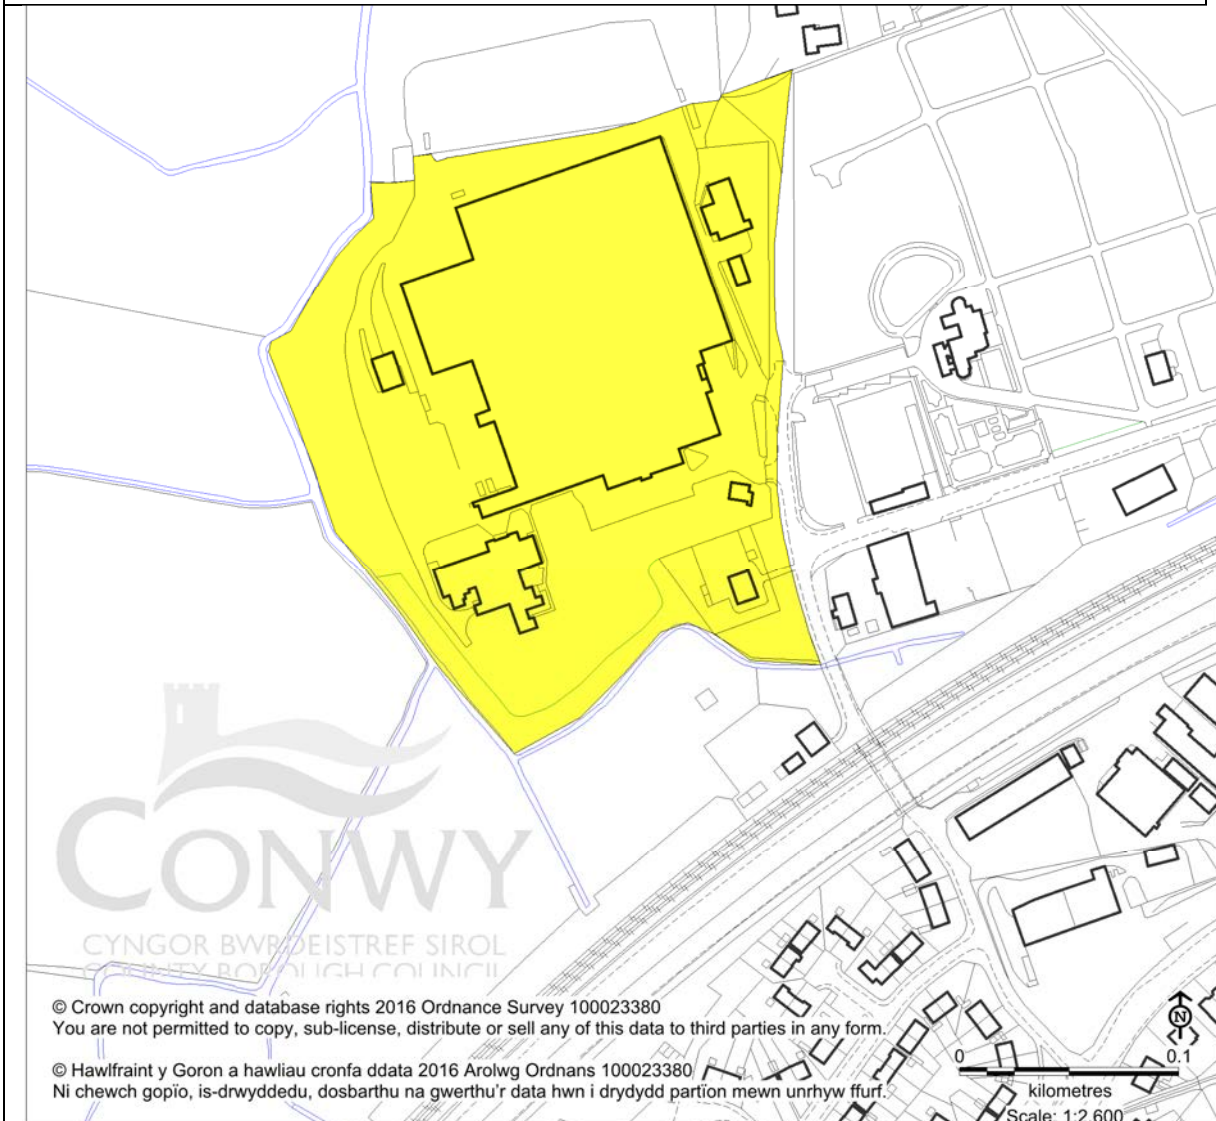 CONWY
CYNGOR BWRDEISTREF SIROL
COUNTY BOROUGH COUNCIL
© Crown copyright and database rights 2016 Ordnance Survey 100023380
You are not permitted to copy, sub-license, distribute or sell any of this data to third parties in any form.
© Hawlfraint y Goron a hawliau cronfa ddata 2016 Arolwg Ordnans 100023380
Ni chewch gopïo, is-drwyddedu, dosbarthu na gwerthu'r data hwn i drydydd partïon mewn unrhyw ffurf.
N
0 0.1
kilometres
Scale: 1:2,600